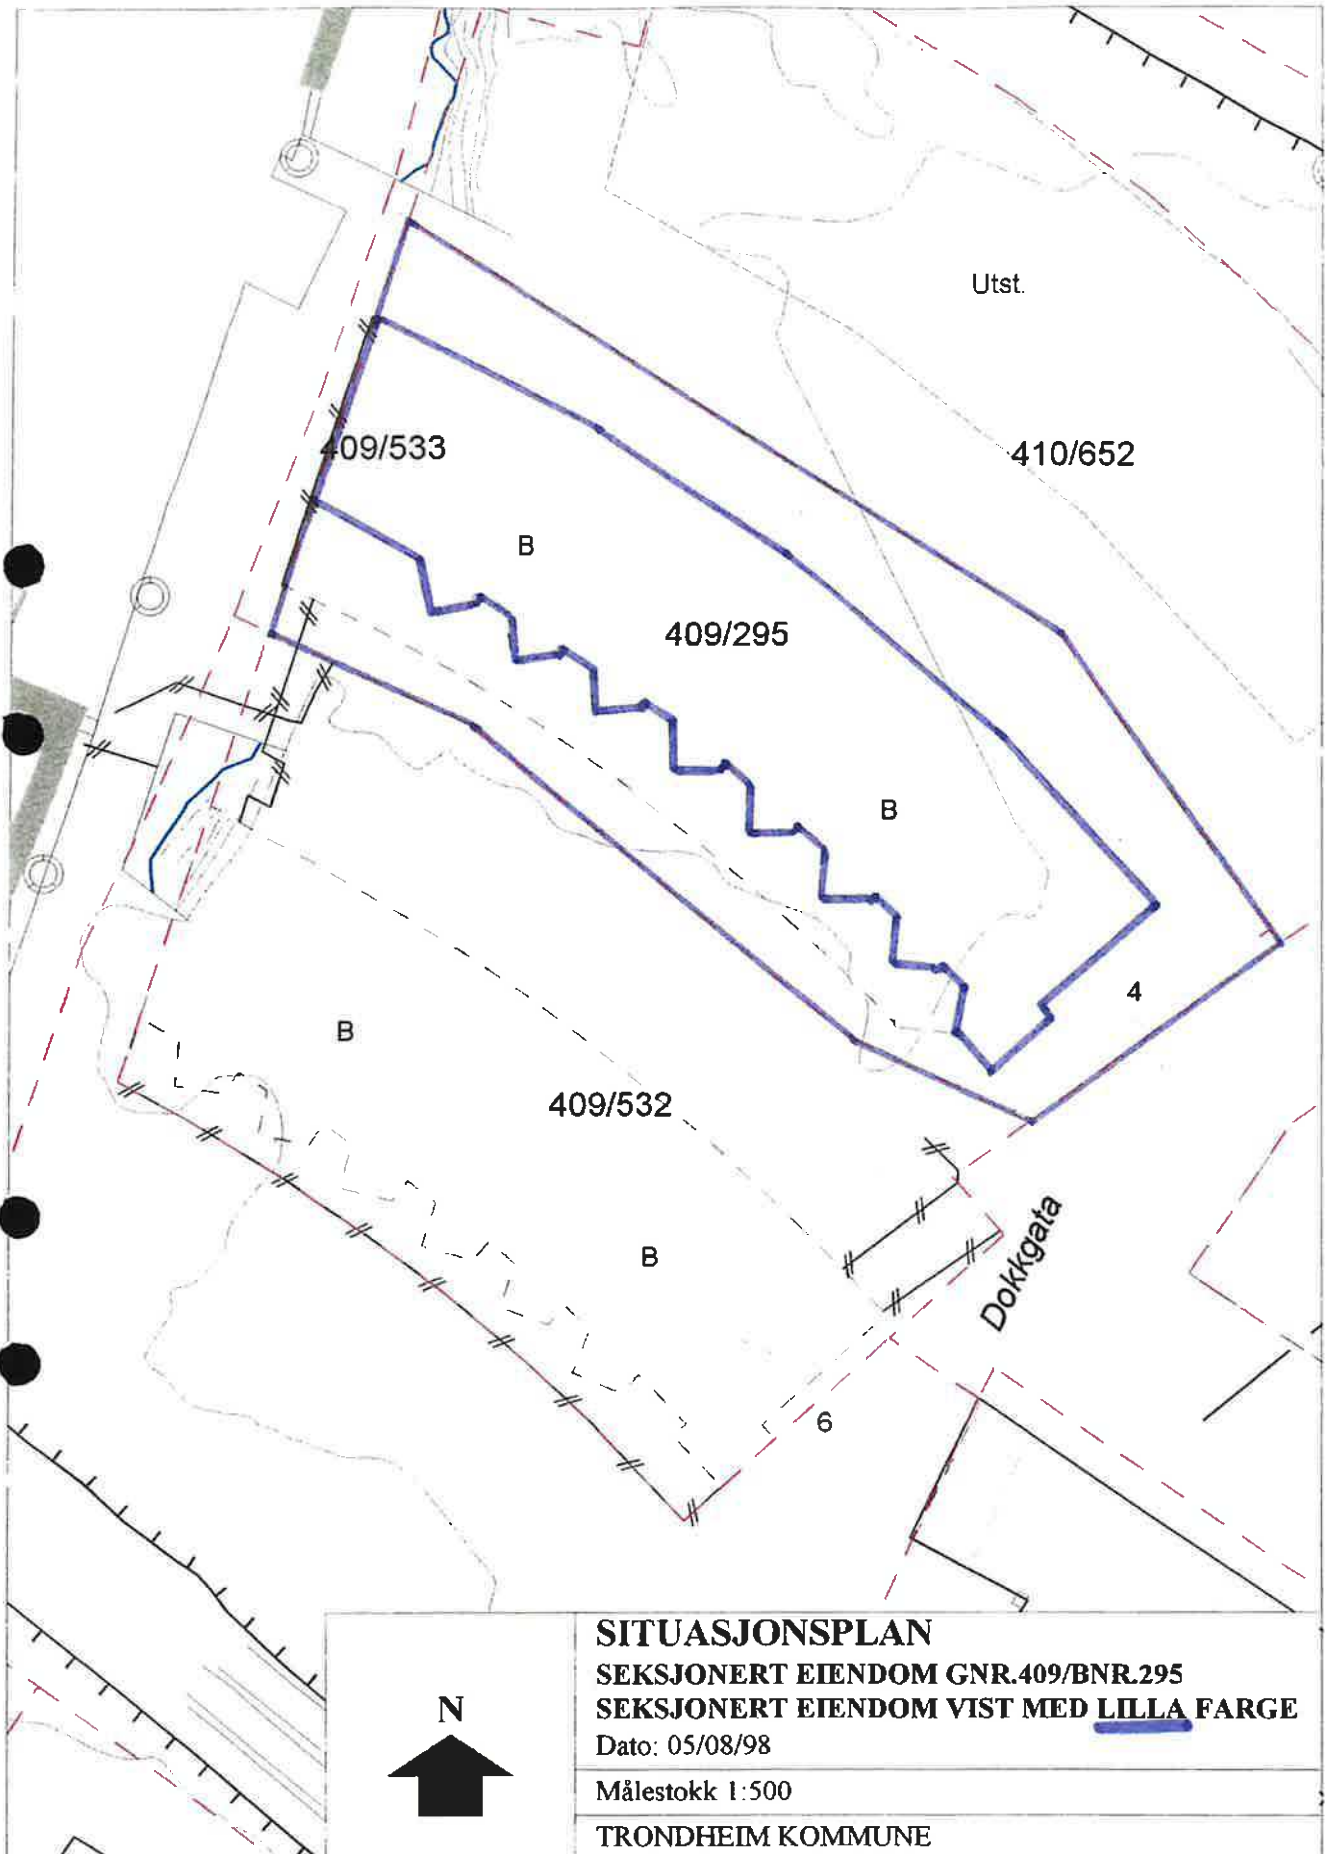 Utst.
409/533
410/652
B
409/295
B
4
B
409/532
B
Dokkgata
6
N
SITUASJONSPLAN
SEKSJONERT EIENDOM GNR.409/BNR.295
SEKSJONERT EIENDOM VIST MED LILLA FARGE
Dato: 05/08/98
Målestokk 1:500
TRONDHEIM KOMMUNE